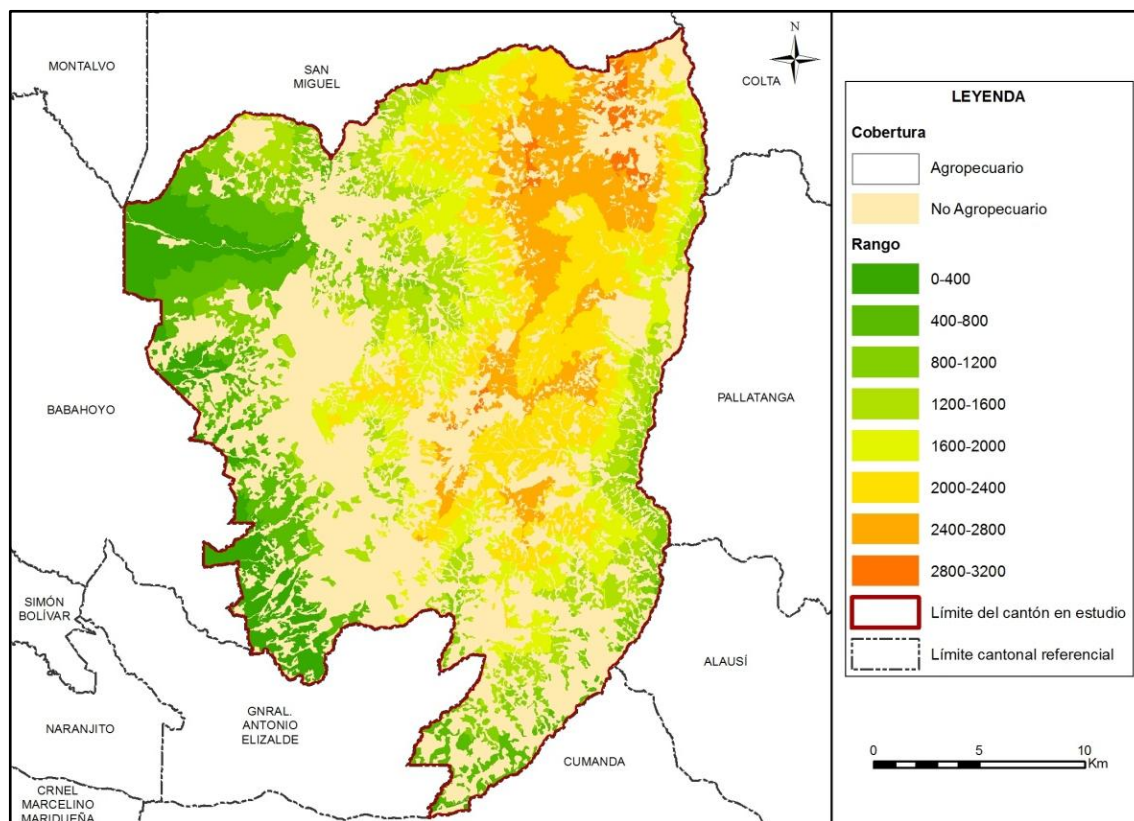 MONTALVO
SAN
MIGUEL
N
COLTA
BABAHOYO
PALLATANGA
SIMÓN
BOLÍVAR
NARANJITO
GNRAL.
ANTONIO
ELIZALDE
ALAUSÍ
CUMANDA
CRNEL
MARCELINO
MARIDUEÑA
LEYENDA
Cobertura
Agropecuario
No Agropecuario
Rango
0-400
400-800
800-1200
1200-1600
1600-2000
2000-2400
2400-2800
2800-3200
Límite del cantón en estudio
Límite cantonal referencial
0 5 10
Km